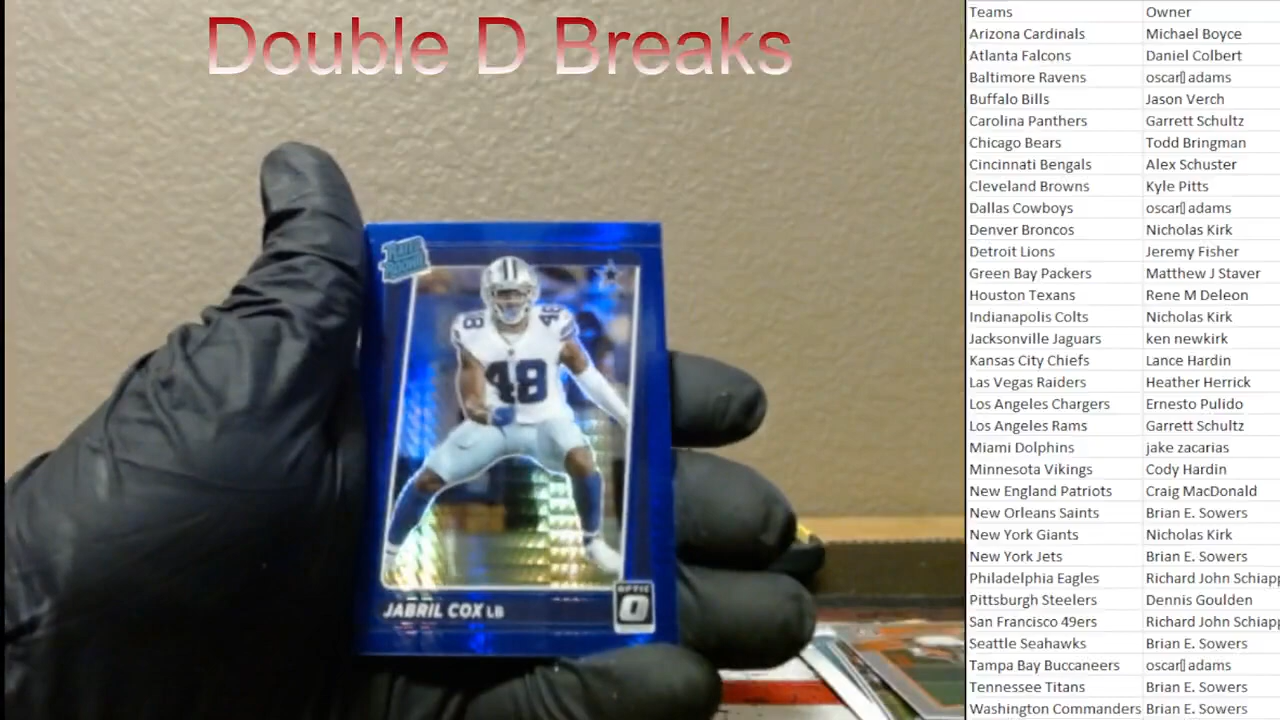 Double D Breaks
RATED
ROOKIE
48
48
48
JABRIL COX LB
OPTIC
Teams Owner
Arizona Cardinals Michael Boyce
Atlanta Falcons Daniel Colbert
Baltimore Ravens oscar▯ adams
Buffalo Bills Jason Verch
Carolina Panthers Garrett Schultz
Chicago Bears Todd Bringman
Cincinnati Bengals Alex Schuster
Cleveland Browns Kyle Pitts
Dallas Cowboys oscar▯ adams
Denver Broncos Nicholas Kirk
Detroit Lions Jeremy Fisher
Green Bay Packers Matthew J Staver
Houston Texans Rene M Deleon
Indianapolis Colts Nicholas Kirk
Jacksonville Jaguars ken newkirk
Kansas City Chiefs Lance Hardin
Las Vegas Raiders Heather Herrick
Los Angeles Chargers Ernesto Pulido
Los Angeles Rams Garrett Schultz
Miami Dolphins jake zacarias
Minnesota Vikings Cody Hardin
New England Patriots Craig MacDonald
New Orleans Saints Brian E. Sowers
New York Giants Nicholas Kirk
New York Jets Brian E. Sowers
Philadelphia Eagles Richard John Schiapp
Pittsburgh Steelers Dennis Goulden
San Francisco 49ers Richard John Schiapp
Seattle Seahawks Brian E. Sowers
Tampa Bay Buccaneers oscar▯ adams
Tennessee Titans Brian E. Sowers
Washington Commanders Brian E. Sowers